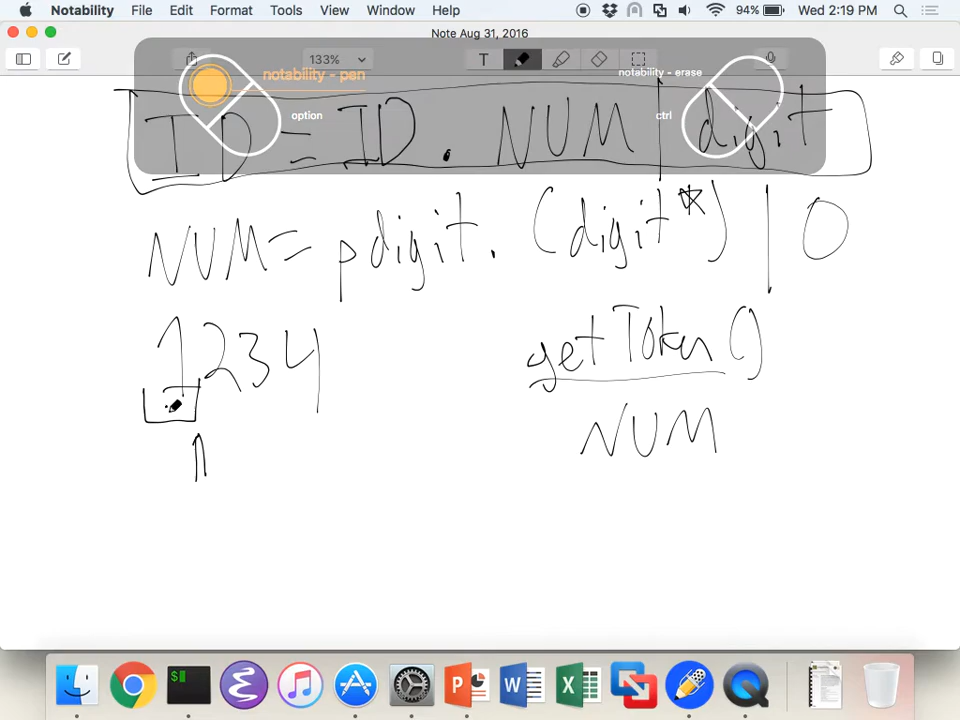 Notability File Edit Format Tools View Window Help 94% Wed 2:19 PM
Note Aug 31, 2016
133% T
notability - pen
notability - erase
option
ctrl
ID = ID . NUM | digit
NUM = pdigit . (digit*) | 0
1234
getToken()
NUM